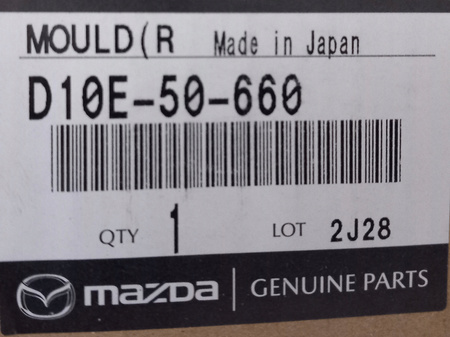 MOULD(R Made in Japan
D10E-50-660
QTY 1 LOT 2J28
mazda GENUINE PARTS